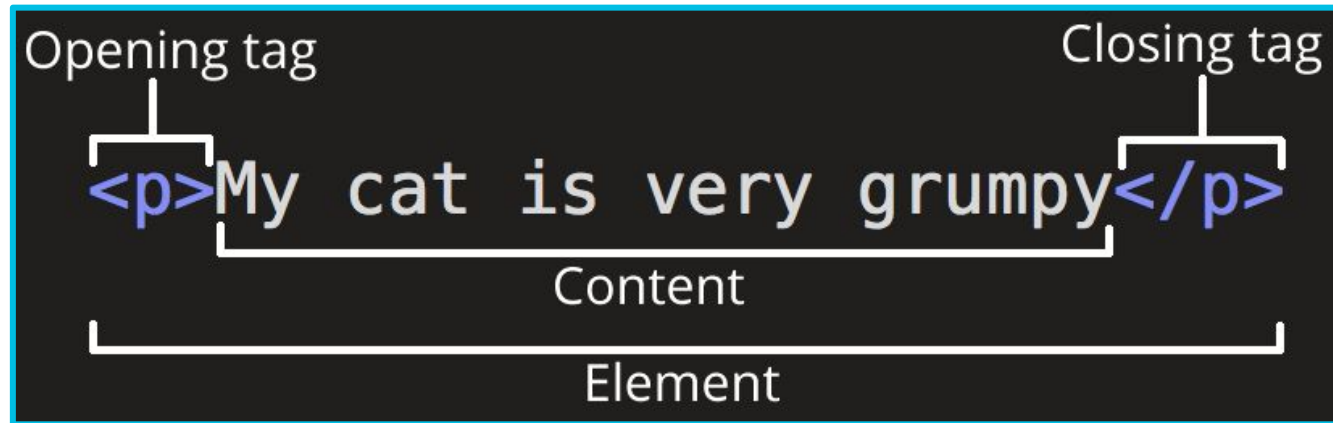 Opening tag
Closing tag
<p>My cat is very grumpy</p>
Content
Element